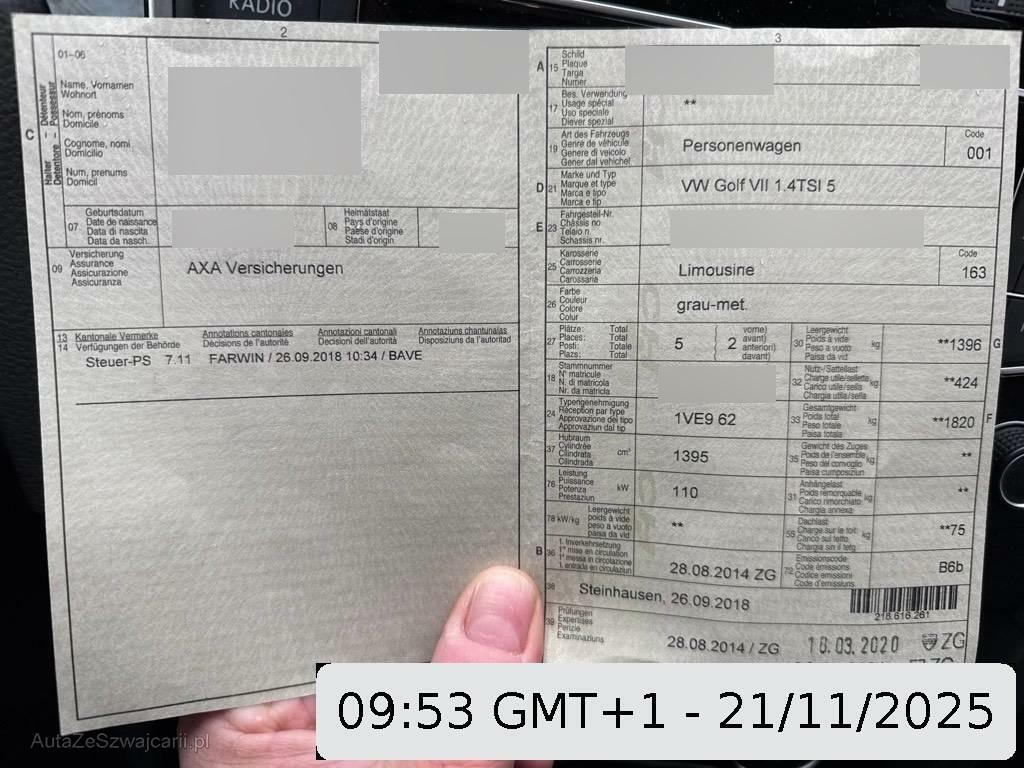 RADIO
2
01-06
Halter - Détenteur
Detentore - Possessur
C
Name, Vornamen
Wohnort
Nom, prénoms
Domicile
Cognome, nomi
Domicilio
Num, prenums
Domicil
07
Geburtsdatum
Date de naissance
Data di nascita
Data da nasch.
08
Heimatstaat
Pays d'origine
Paese d'origine
Stadi d'origin
09
Versicherung
Assurance
Assicurazione
Assicuranza
AXA Versicherungen
13 Kantonale Vermerke Annotations cantonales Annotazioni cantonali Annotaziuns chantunalas
14 Verfügungen der Behörde Décisions de l'autorité Decisioni dell'autorità Disposiziuns da l'autoritad
Steuer-PS 7.11 FARWIN / 26.09.2018 10:34 / BAVE
3
A 15
Schild
Plaque
Targa
Numer
17
Bes. Verwendung
Usage spécial
Uso speciale
Diever spezial
**
19
Art des Fahrzeugs
Genre de véhicule
Genere di veicolo
Gener dal vehichel
Personenwagen
Code
001
D 21
Marke und Typ
Marque et type
Marca e tipo
Marca e tip
VW Golf VII 1.4TSI 5
E 23
Fahrgestell-Nr.
Châssis no
Telaio n.
Schassis nr.
25
Karosserie
Carrosserie
Carrozzeria
Carossaria
Limousine
Code
163
26
Farbe
Couleur
Colore
Colur
grau-met.
27
Plätze: Total
Places: Total
Posti: Totale
Plazs: Total
5 ( 2 vorne)
avant)
anteriori)
davant)
30
Leergewicht
Poids à vide
Peso a vuoto
Paisa da vid
kg
**1396 G
18
Stammnummer
N° matricule
N. di matricola
Nr. da matricla
32
Nutz-/Sattellast
Charge utile/sellette
Carico utile/sella
Chargia utila/sella
kg
**424
24
Typengenehmigung
Réception par type
Approvazione del tipo
Approvaziun dal tip
1VE9 62
33
Gesamtgewicht
Poids total
Peso totale
Paisa totala
kg
**1820 F
37
Hubraum
Cylindrée
Cilindrata
Cilindrada
cm³
1395
35
Gewicht des Zuges
Poids de l'ensemble
Peso del convoglio
Paisa cumposiziun
kg
**
76
Leistung
Puissance
Potenza
Prestaziun
kW
110
31
Anhängelast
Poids remorquable
Carico rimorchiato
Chargia annexa
kg
**
78 kW/kg
Leergewicht
poids à vide
peso a vuoto
paisa da vid
**
55
Dachlast
Charge sur le toit
Carico sul tetto
Chargia sin il tetg
kg
**75
B 36
1. Inverkehrsetzung
1re mise en circulation
1a messa in circolazione
1. entrada en circulaziun
28.08.2014 ZG
72
Emissionscode
Code émissions
Codice emissioni
Code d'emissiuns
B6b
38
Steinhausen, 26.09.2018
218.616.261
39
Prüfungen
Expertises
Perizie
Examinaziuns
28.08.2014 / ZG 18.03.2020 ZG
09:53 GMT+1 - 21/11/2025
AutaZeSzwajcarii.pl